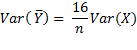 Var(Ȳ) = 16/n Var(X)